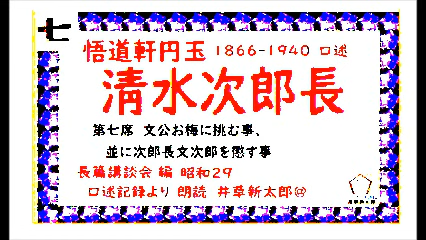 七
悟道軒円玉 1866-1940 口述
清水次郎長
第七席 文公お梅に挑む事、
並に次郎長文次郎を懲す事
長篇講談会 編 昭和29
口述記録より 朗読 井草新太郎@